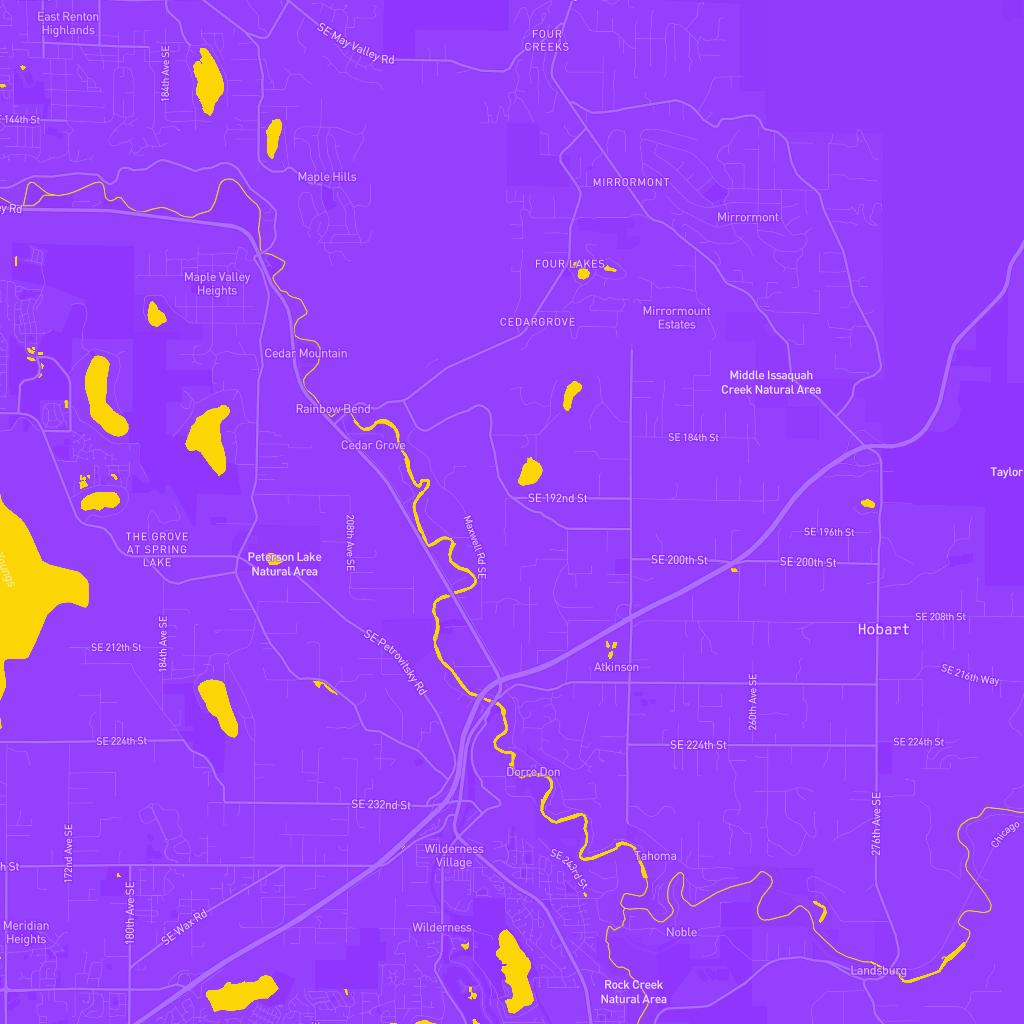 East Renton
Highlands
SE May Valley Rd
FOUR
CREEKS
184th Ave SE
SE 144th St
Maple Hills
MIRRORMONT
Mirrormont
ey Rd
FOUR LAKES
Maple Valley
Heights
CEDARGROVE
Mirrormount
Estates
Cedar Mountain
Middle Issaquah
Creek Natural Area
Rainbow Bend
Cedar Grove
SE 184th St
Taylor
SE 192nd St
208th Ave SE
Maxwell Rd SE
SE 196th St
THE GROVE
AT SPRING
LAKE
Peterson Lake
Natural Area
SE 200th St
SE 200th St
Youngs
SE 208th St
Hobart
184th Ave SE
SE 212th St
SE Petrovitsky Rd
Atkinson
SE 216th Way
260th Ave SE
SE 224th St
SE 224th St
SE 224th St
Dorre Don
SE 232nd St
276th Ave SE
Chicago
172nd Ave SE
Wilderness
Village
SE 243rd St
Tahoma
th St
180th Ave SE
SE Wax Rd
Meridian
Heights
Wilderness
Noble
Landsburg
Rock Creek
Natural Area